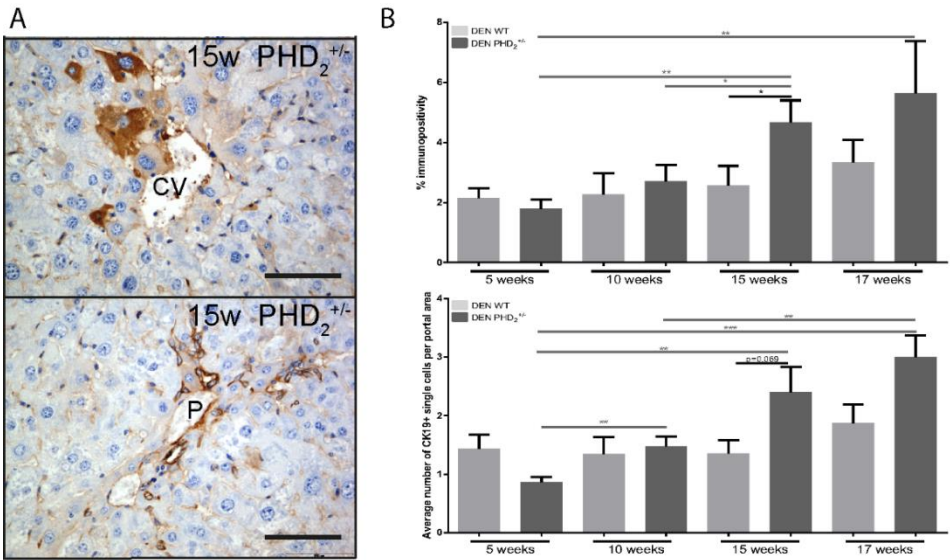 A
15w PHD₂⁺/⁻
CV
15w PHD₂⁺/⁻
P
B
DEN WT
DEN PHD₂⁺/⁻
% immunopositivity
8
6
4
2
0
**
**
*
*
5 weeks
10 weeks
15 weeks
17 weeks
DEN WT
DEN PHD₂⁺/⁻
Average number of CK19+ single cells per portal area
4
3
2
1
0
**
***
**
p=0.069
**
5 weeks
10 weeks
15 weeks
17 weeks